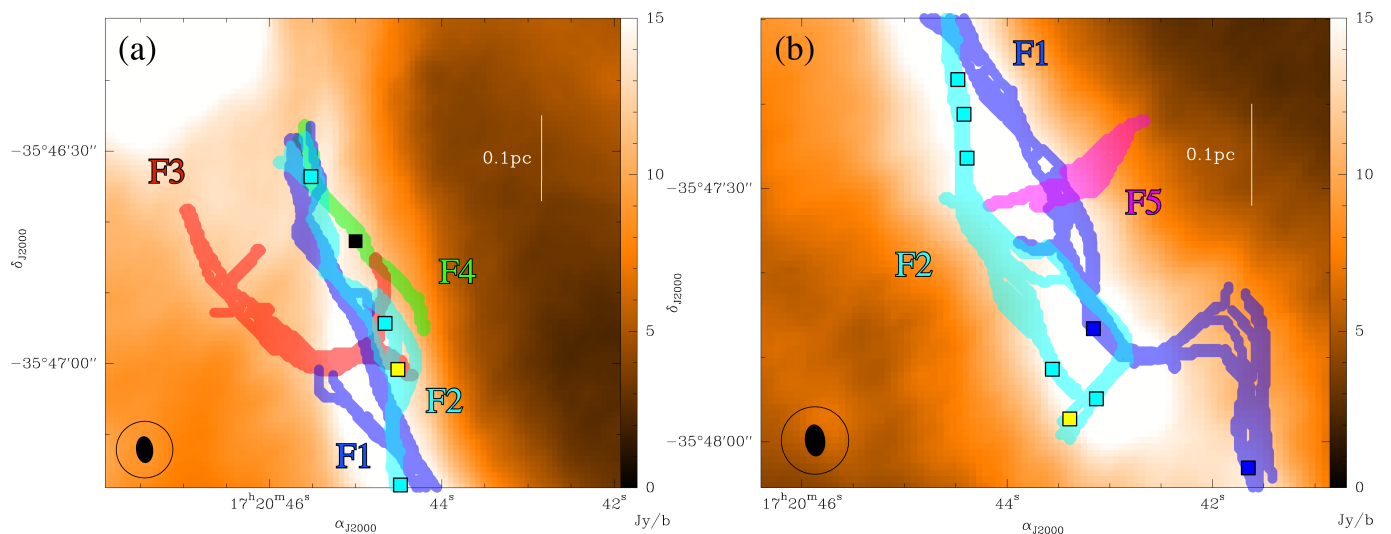 (a)
F3
F4
F2
F1
0.1pc
−35°46′30″
−35°47′00″
δJ2000
17ʰ20ᵐ46ˢ
44ˢ
42ˢ
αJ2000
15
10
5
0
Jy/b
(b)
F1
F5
F2
0.1pc
−35°47′30″
−35°48′00″
δJ2000
17ʰ20ᵐ44ˢ
42ˢ
αJ2000
15
10
5
0
Jy/b